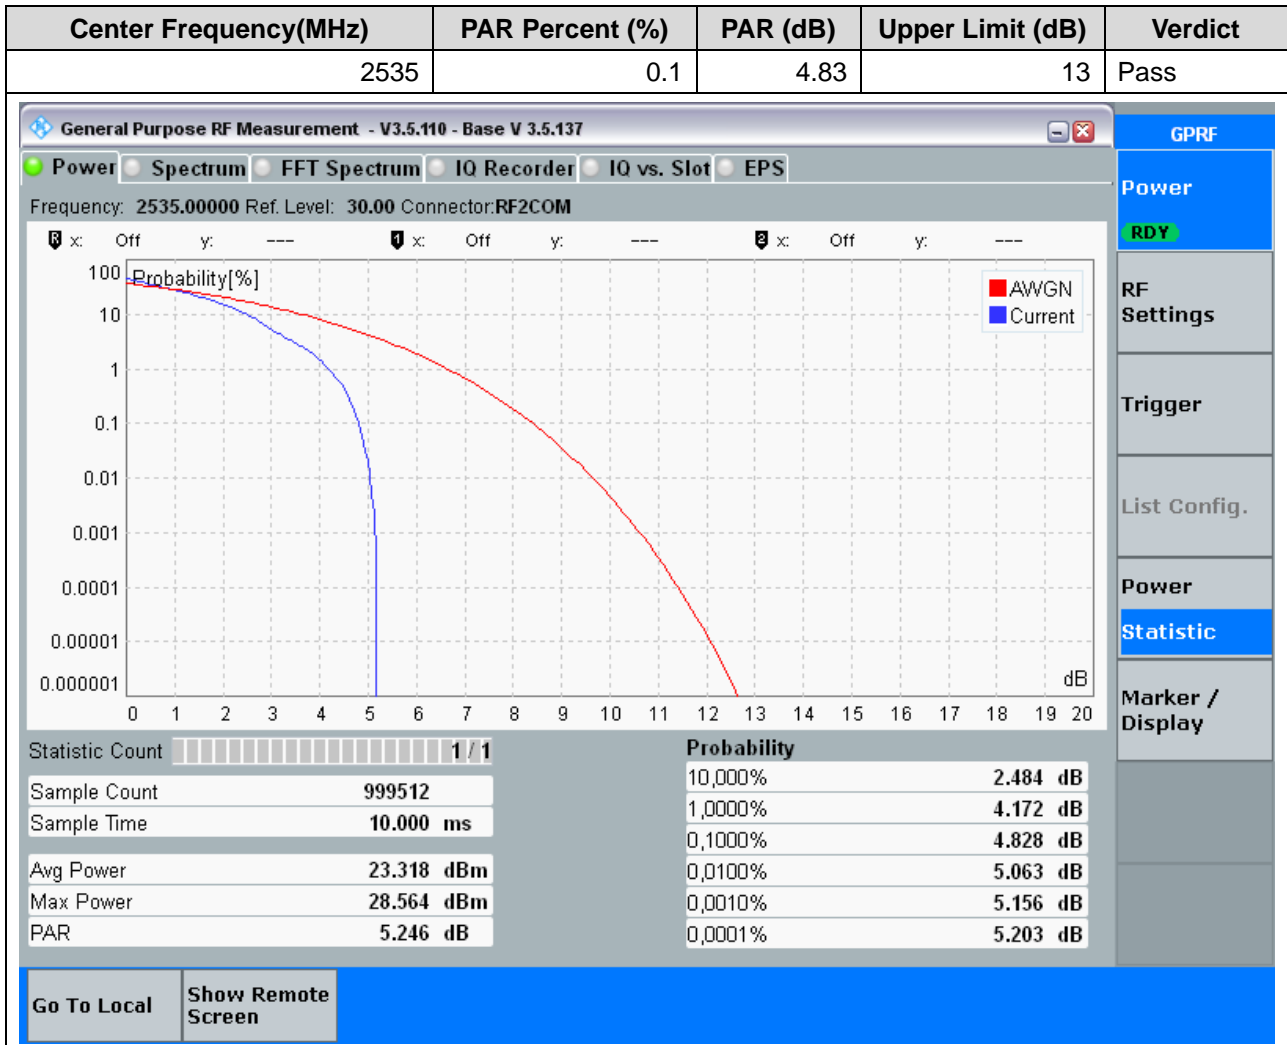 Center Frequency(MHz) PAR Percent (%) PAR (dB) Upper Limit (dB) Verdict
2535 0.1 4.83 13 Pass
General Purpose RF Measurement - V3.5.110 - Base V 3.5.137
GPRF
Power Spectrum FFT Spectrum IQ Recorder IQ vs. Slot EPS
Power
RDY
Frequency: 2535.00000 Ref. Level: 30.00 Connector:RF2COM
R x: Off y: --- 1 x: Off y: --- 2 x: Off y: ---
Probability[%]
AWGN
Current
100
10
1
0.1
0.01
0.001
0.0001
0.00001
0.000001
dB
0 1 2 3 4 5 6 7 8 9 10 11 12 13 14 15 16 17 18 19 20
RF
Settings
Trigger
List Config.
Power
Statistic
Marker /
Display
Statistic Count 1 / 1
Sample Count 999512
Sample Time 10.000 ms
Avg Power 23.318 dBm
Max Power 28.564 dBm
PAR 5.246 dB
Probability
10,000% 2.484 dB
1,0000% 4.172 dB
0,1000% 4.828 dB
0,0100% 5.063 dB
0,0010% 5.156 dB
0,0001% 5.203 dB
Go To Local
Show Remote
Screen